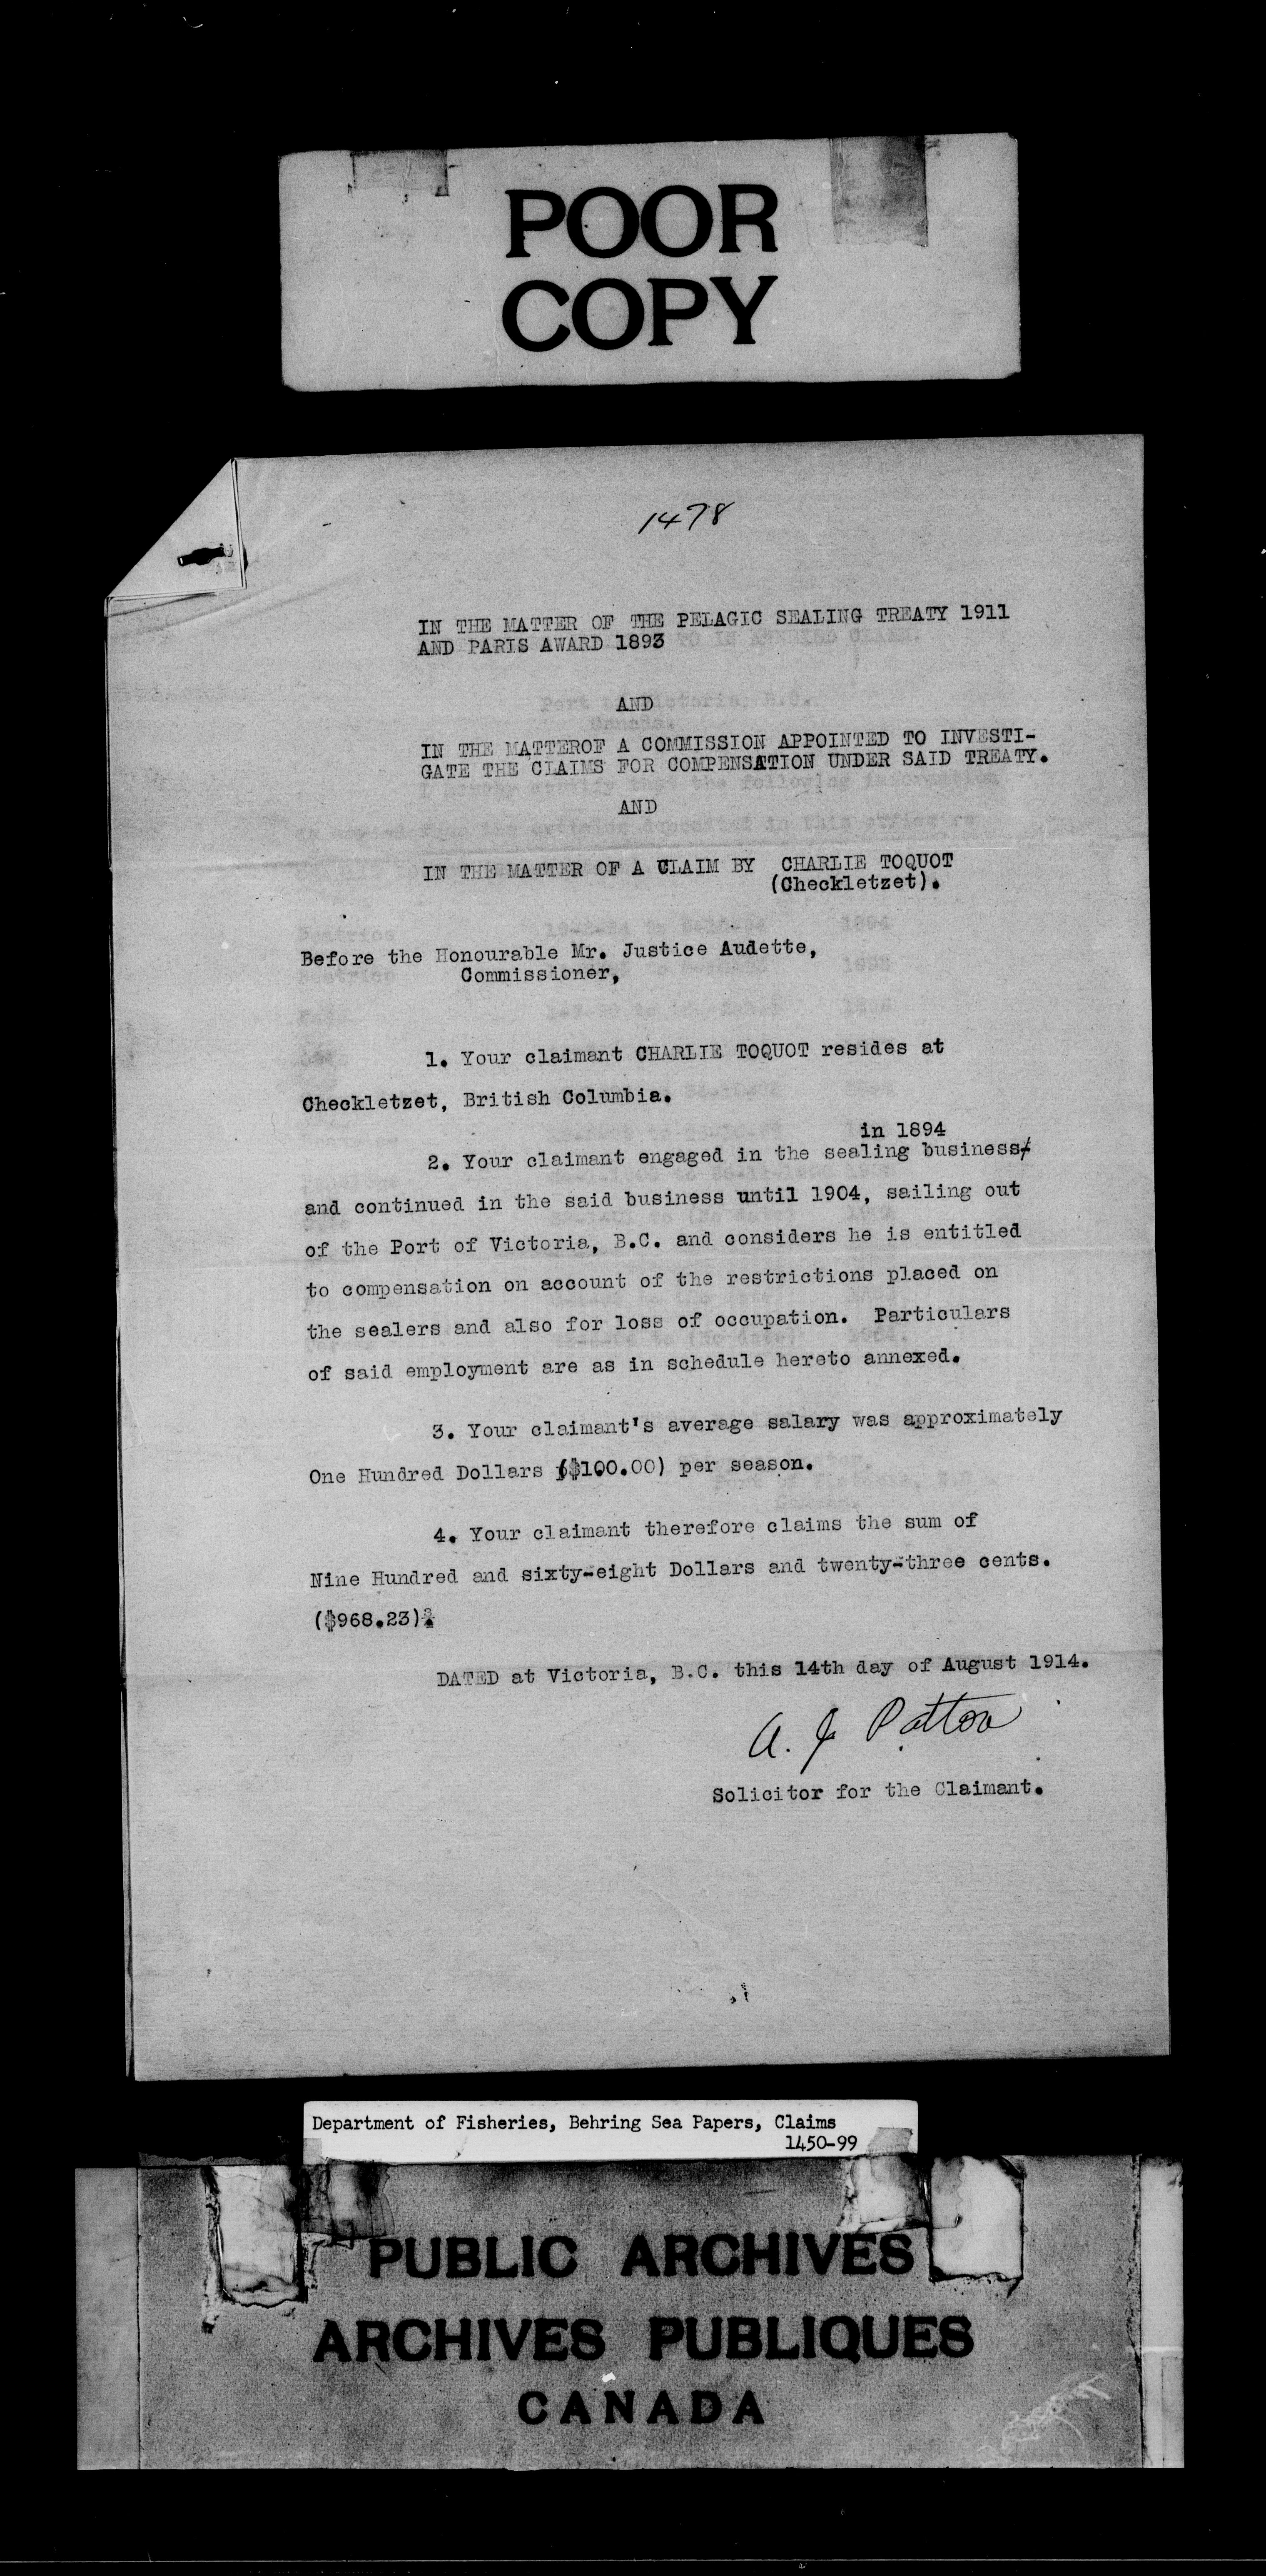 POOR
COPY
1478
IN THE MATTER OF THE PELAGIC SEALING TREATY 1911
AND PARIS AWARD 1893
AND
IN THE MATTEROF A COMMISSION APPOINTED TO INVESTI-
GATE THE CLAIMS FOR COMPENSATION UNDER SAID TREATY.
AND
IN THE MATTER OF A CLAIM BY CHARLIE TOQUOT
(Checkletzet).
Before the Honourable Mr. Justice Audette,
Commissioner,
1. Your claimant CHARLIE TOQUOT resides at
Checkletzet, British Columbia.
in 1894
2. Your claimant engaged in the sealing business/
and continued in the said business until 1904, sailing out
of the Port of Victoria, B.C. and considers he is entitled
to compensation on account of the restrictions placed on
the sealers and also for loss of occupation. Particulars
of said employment are as in schedule hereto annexed.
3. Your claimant's average salary was approximately
One Hundred Dollars ($100.00) per season.
4. Your claimant therefore claims the sum of
Nine Hundred and sixty-eight Dollars and twenty-three cents.
($968.23)
DATED at Victoria, B.C. this 14th day of August 1914.
A. J. Patton
Solicitor for the Claimant.
Department of Fisheries, Behring Sea Papers, Claims
1450-99
PUBLIC ARCHIVES
ARCHIVES PUBLIQUES
CANADA